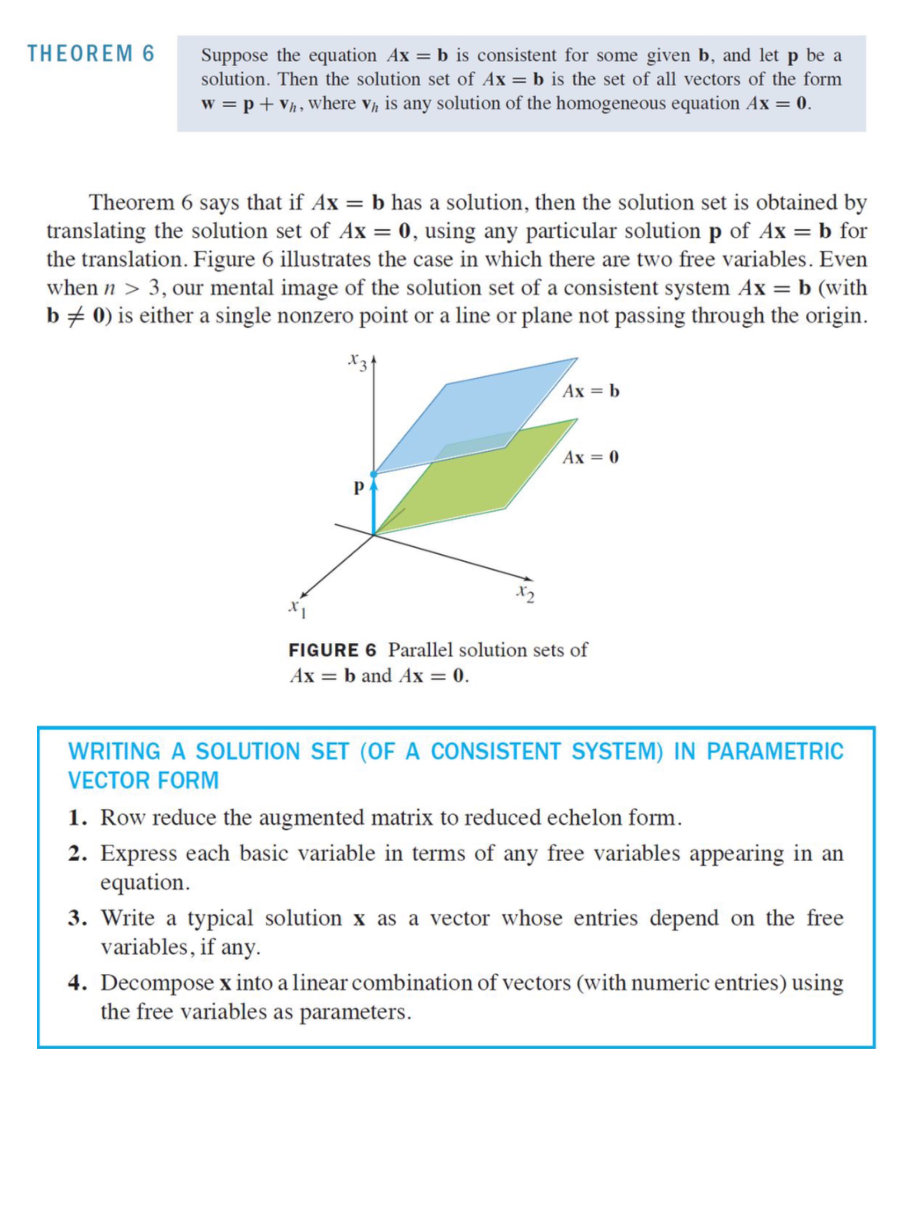 THEOREM 6
Suppose the equation Ax = b is consistent for some given b, and let p be a
solution. Then the solution set of Ax = b is the set of all vectors of the form
w = p + vₕ, where vₕ is any solution of the homogeneous equation Ax = 0.
Theorem 6 says that if Ax = b has a solution, then the solution set is obtained by
translating the solution set of Ax = 0, using any particular solution p of Ax = b for
the translation. Figure 6 illustrates the case in which there are two free variables. Even
when n > 3, our mental image of the solution set of a consistent system Ax = b (with
b ≠ 0) is either a single nonzero point or a line or plane not passing through the origin.
x₃
Ax = b
Ax = 0
p
x₂
x₁
FIGURE 6 Parallel solution sets of
Ax = b and Ax = 0.
WRITING A SOLUTION SET (OF A CONSISTENT SYSTEM) IN PARAMETRIC
VECTOR FORM
1. Row reduce the augmented matrix to reduced echelon form.
2. Express each basic variable in terms of any free variables appearing in an
equation.
3. Write a typical solution x as a vector whose entries depend on the free
variables, if any.
4. Decompose x into a linear combination of vectors (with numeric entries) using
the free variables as parameters.